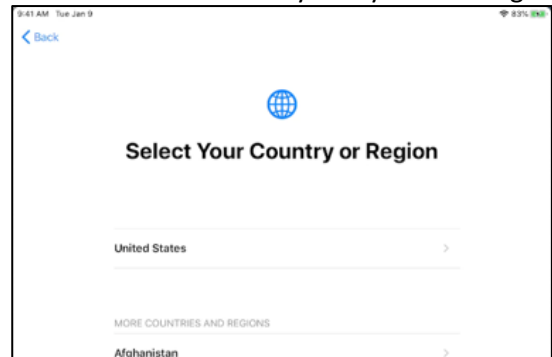 9:41 AM Tue Jan 9
83%
Back
Select Your Country or Region
United States
MORE COUNTRIES AND REGIONS
Afghanistan